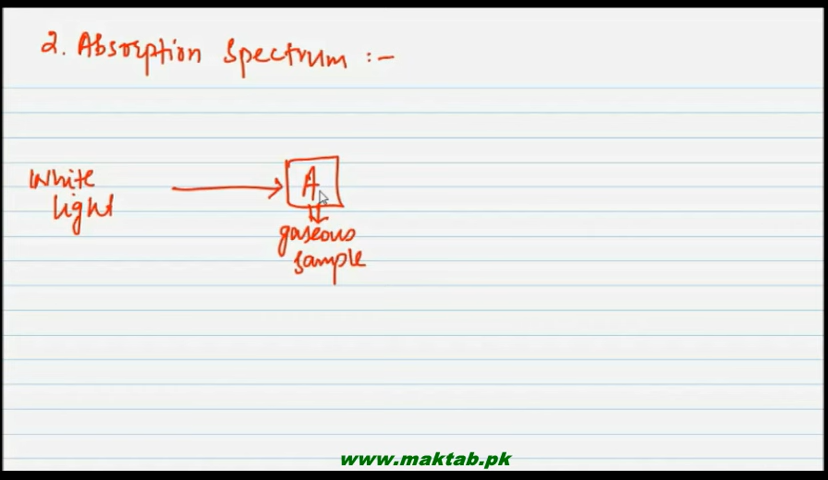 2. Absorption Spectrum :-
White
light
A
gaseous
sample
www.maktab.pk